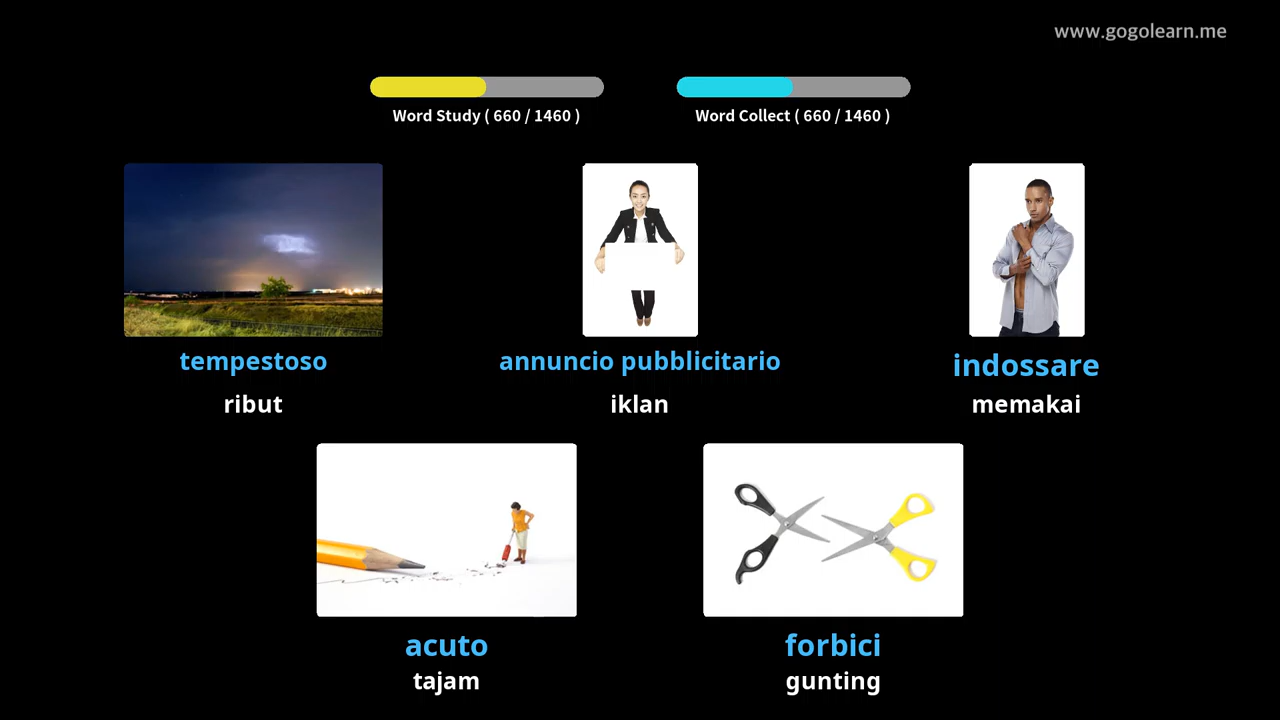 www.gogolearn.me
Word Study ( 660 / 1460 )
Word Collect ( 660 / 1460 )
tempestoso
ribut
annuncio pubblicitario
iklan
indossare
memakai
acuto
tajam
forbici
gunting